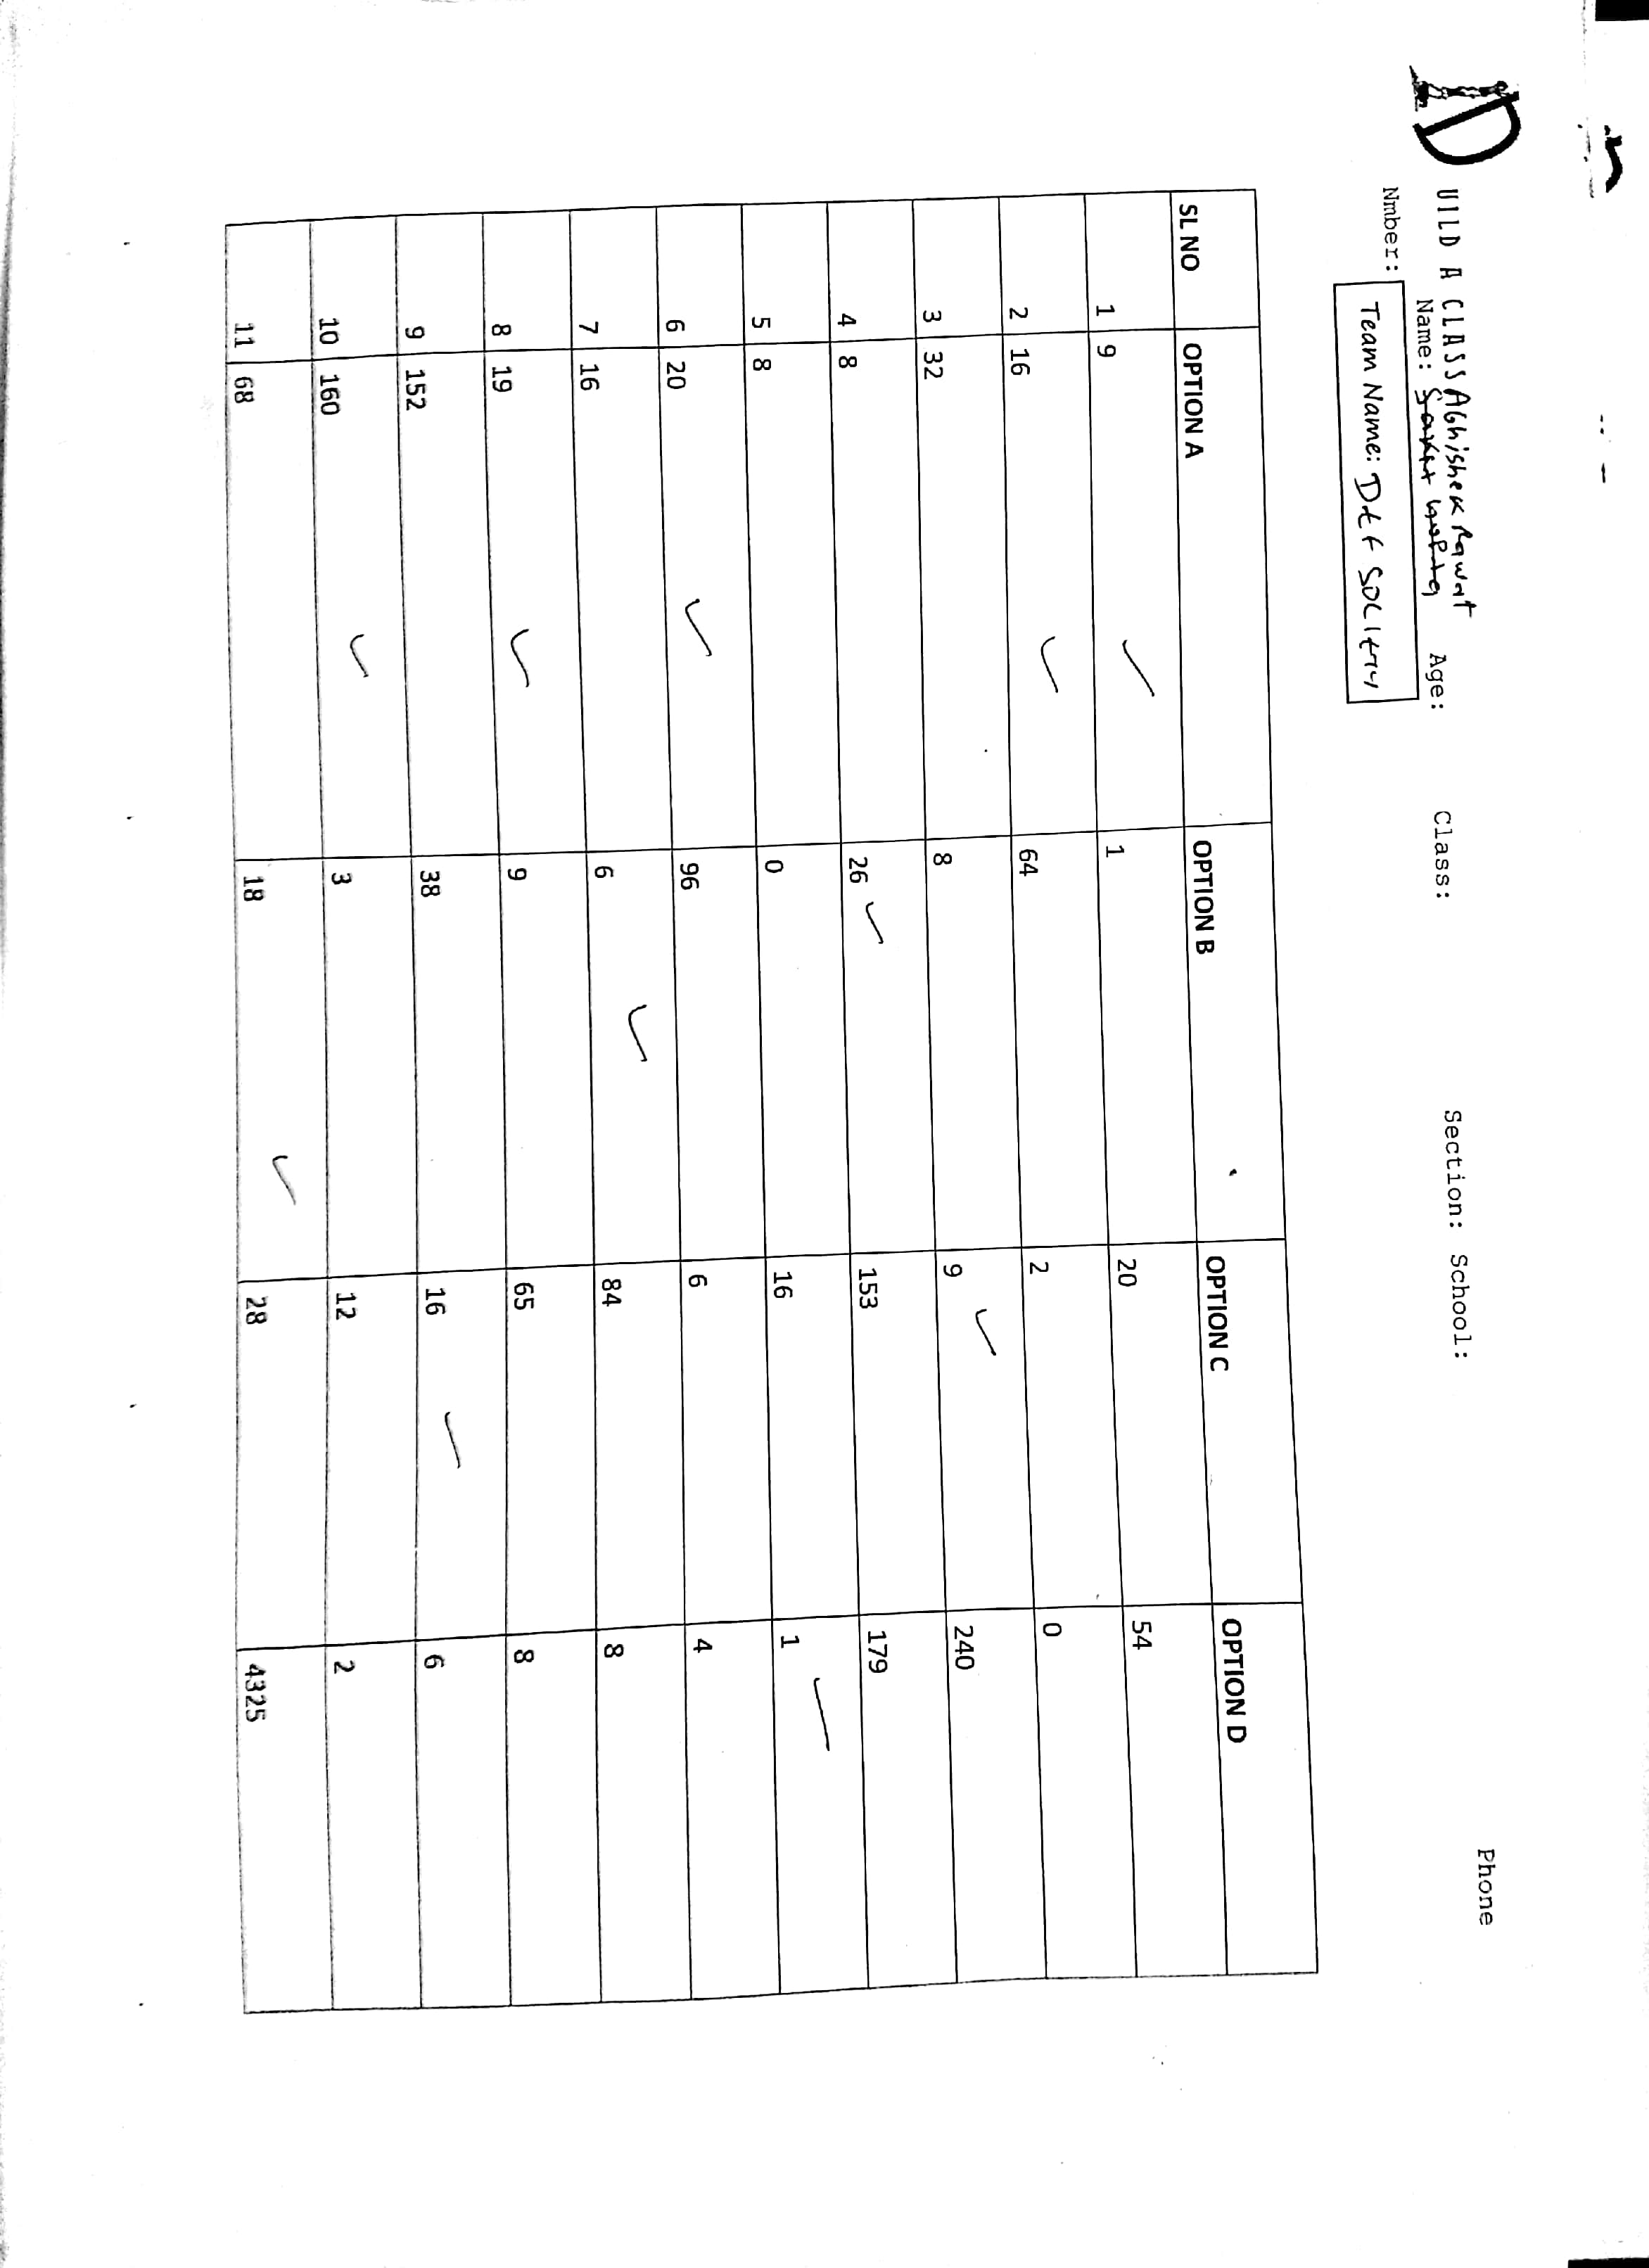 UILD A CLASS Abhishek Rawat
Name: Age: Class: Section: School: Phone
Nmber:
Team Name: DEF SOCIETY
SL NO OPTION A OPTION B OPTION C OPTION D
1 9 1 20 54
2 16 64 2 0
3 32 8 9 240
4 8 26 153 179
5 8 0 16 1
6 20 96 6 4
7 16 6 84 8
8 19 9 65 8
9 152 38 16 6
10 160 3 12 2
11 68 18 28 4325